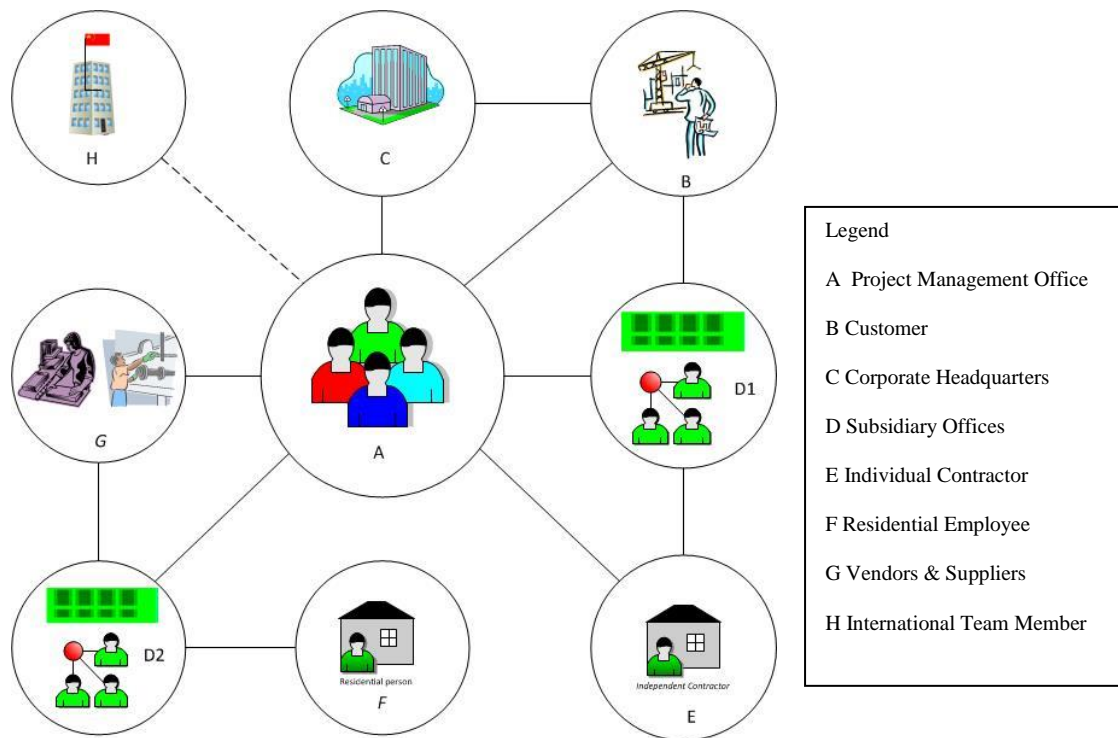 H
C
B
G
A
D1
D2
Residential person
F
Independent Contractor
E
Legend
A Project Management Office
B Customer
C Corporate Headquarters
D Subsidiary Offices
E Individual Contractor
F Residential Employee
G Vendors & Suppliers
H International Team Member